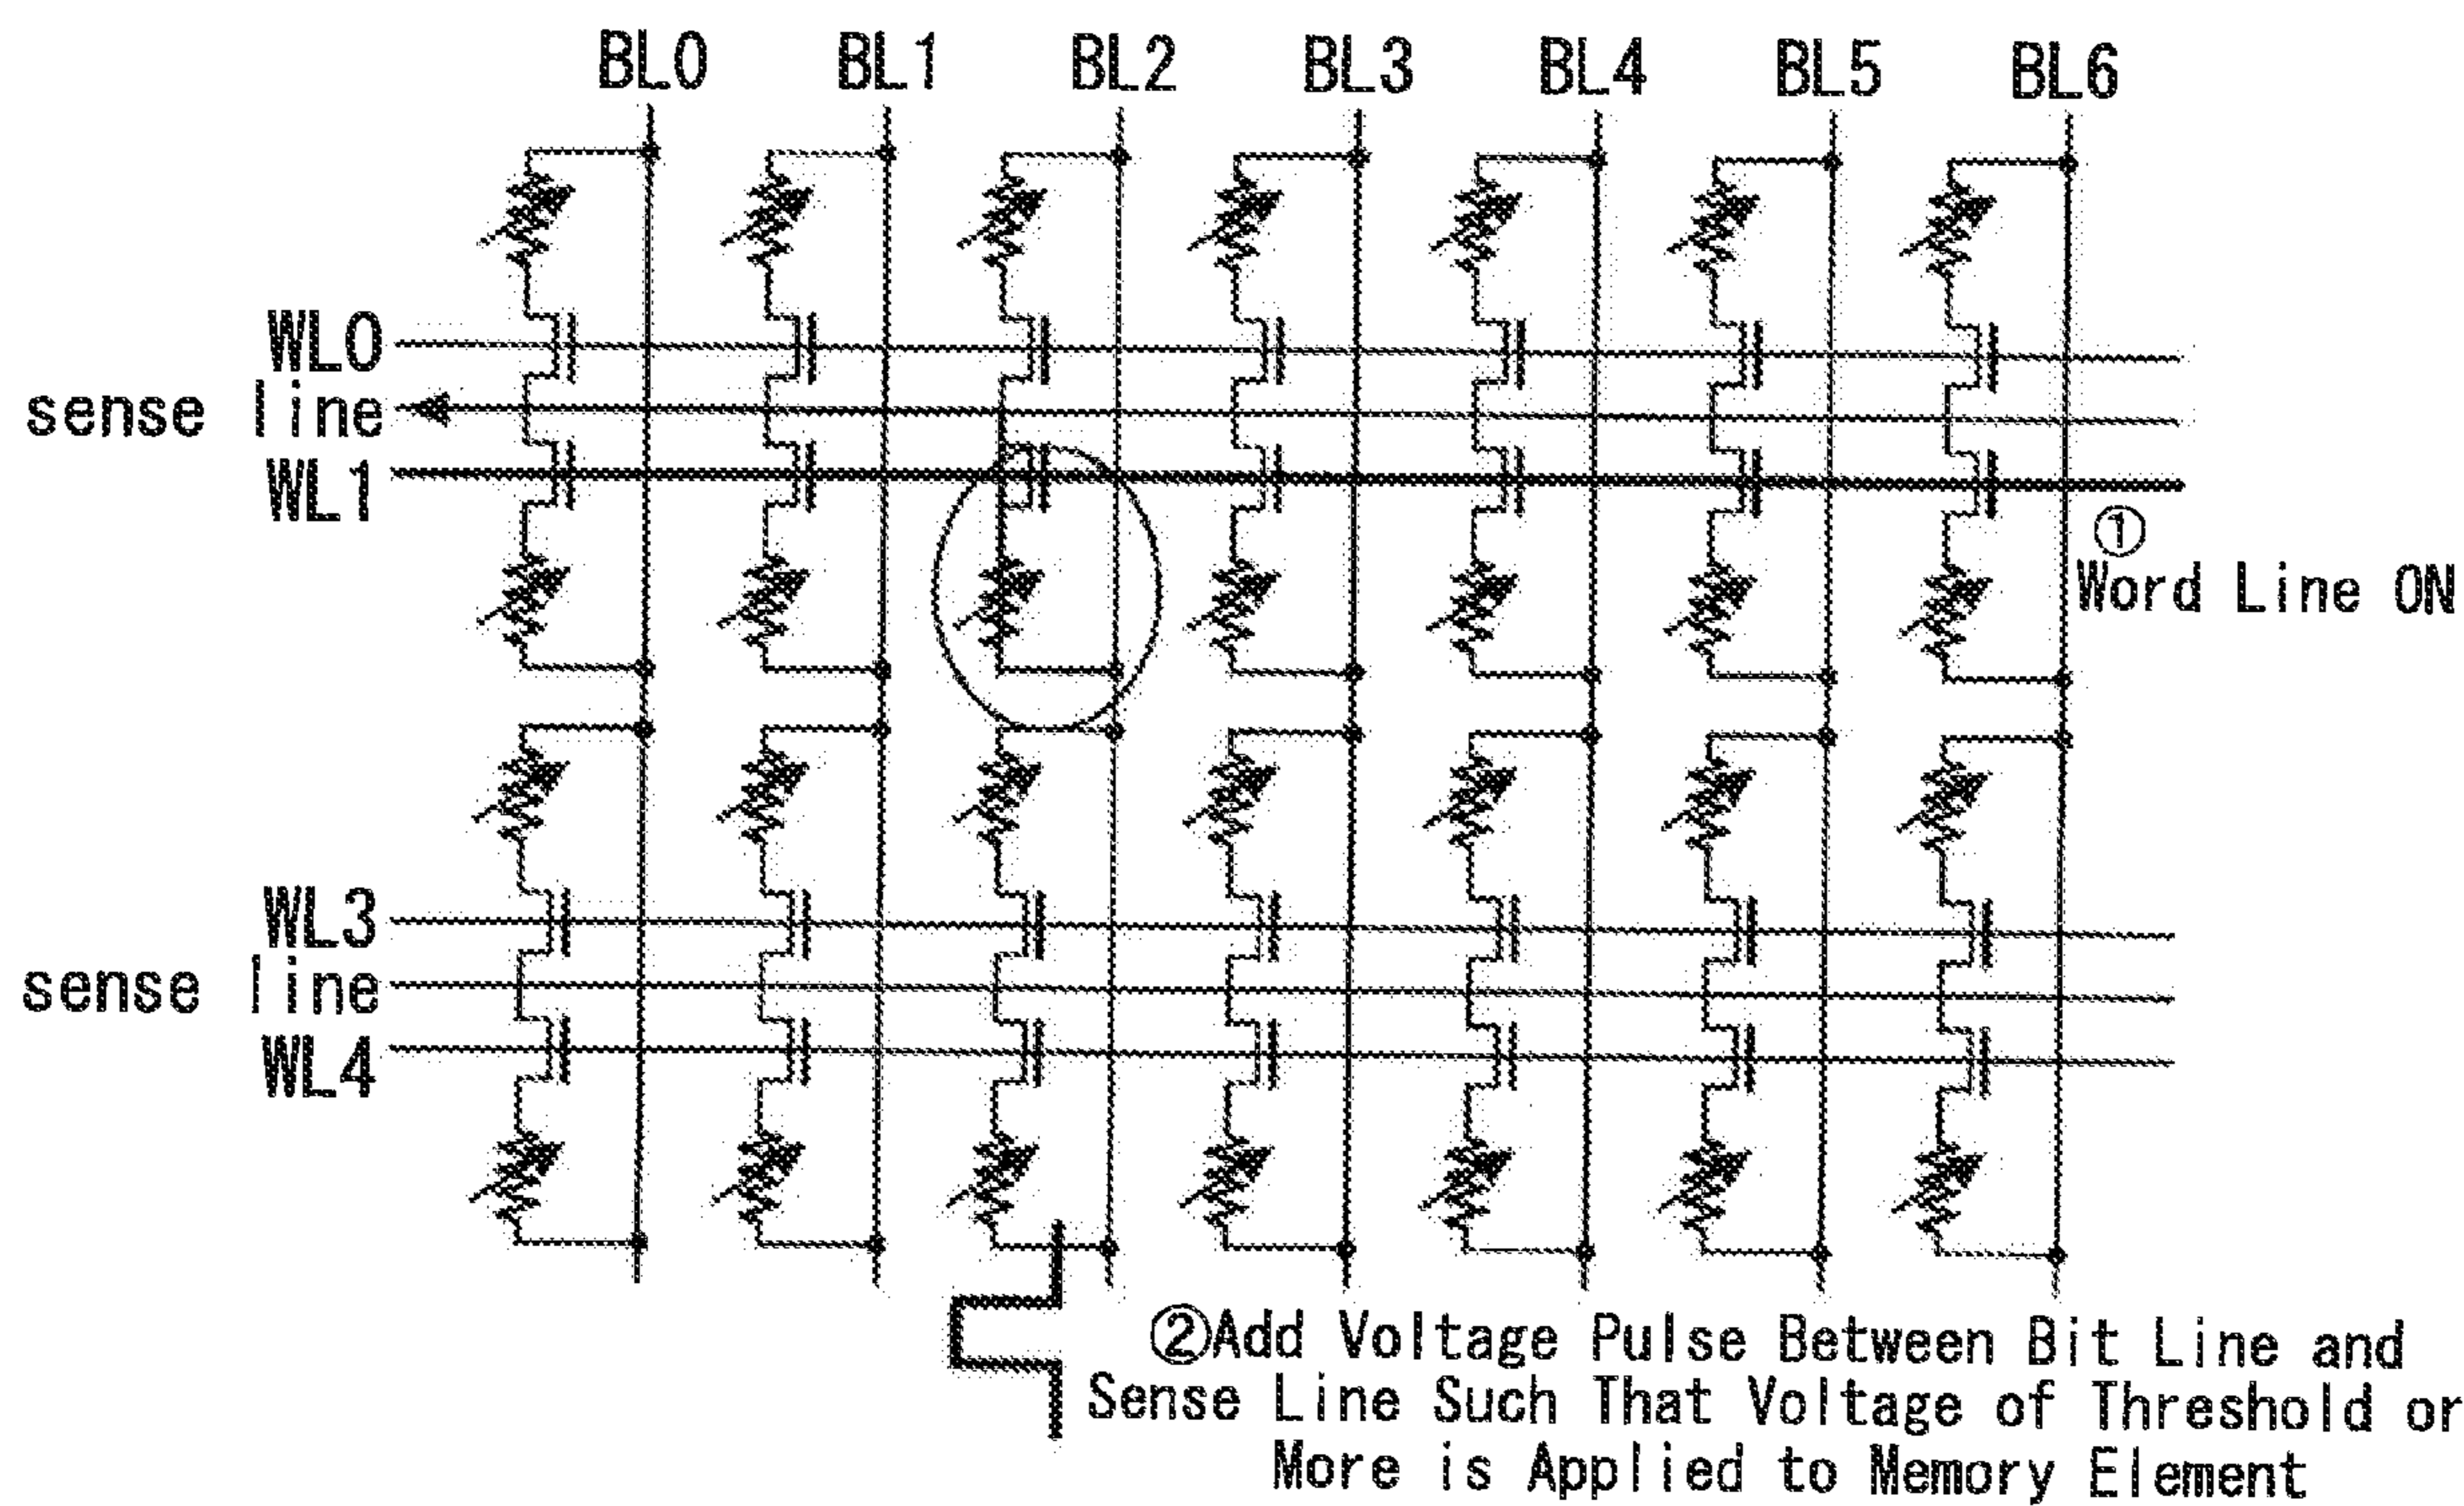 BL0 BL1 BL2 BL3 BL4 BL5 BL6
WL0
sense line
WL1
①
Word Line ON
WL3
sense line
WL4
②Add Voltage Pulse Between Bit Line and
Sense Line Such That Voltage of Threshold or
More is Applied to Memory Element